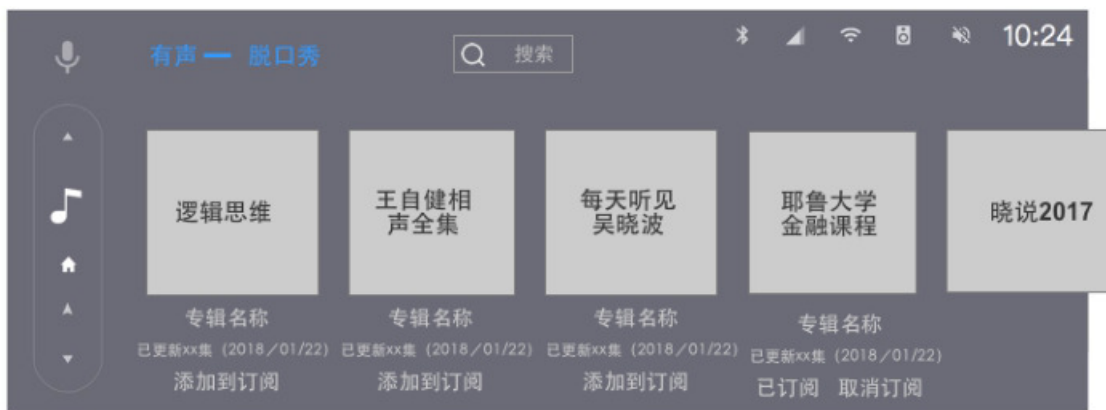 有声一 脱口秀
搜索
10:24
逻辑思维
王自健相
声全集
每天听见
吴晓波
耶鲁大学
金融课程
晓说2017
专辑名称
专辑名称
专辑名称
专辑名称
已更新xx集（2018／01/22）
已更新xx集（2018／01/22）
已更新xx集（2018／01/22）
已更新xx集（2018／01/22）
添加到订阅
添加到订阅
添加到订阅
已订阅 取消订阅